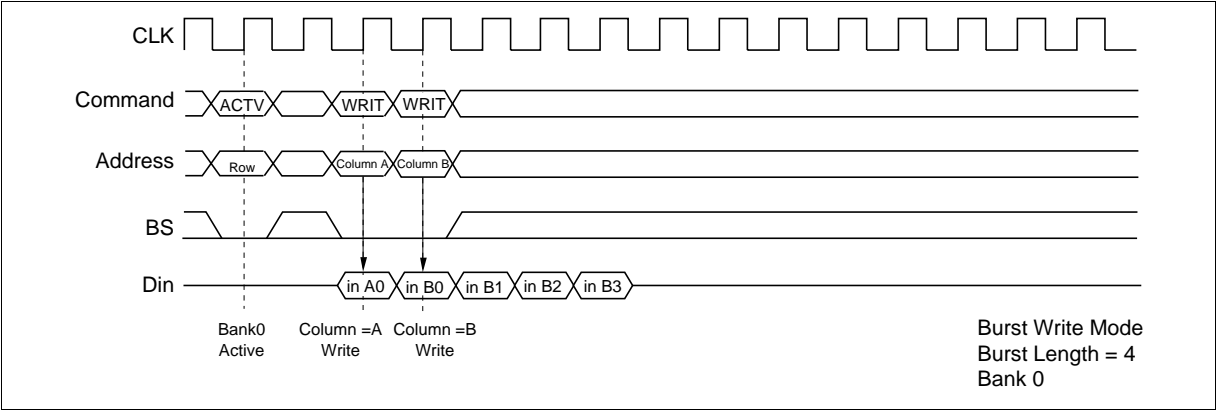 CLK
Command ACTV WRIT WRIT
Address Row Column A Column B
BS
Din in A0 in B0 in B1 in B2 in B3
Bank0 Column =A Column =B
Active Write Write
Burst Write Mode
Burst Length = 4
Bank 0